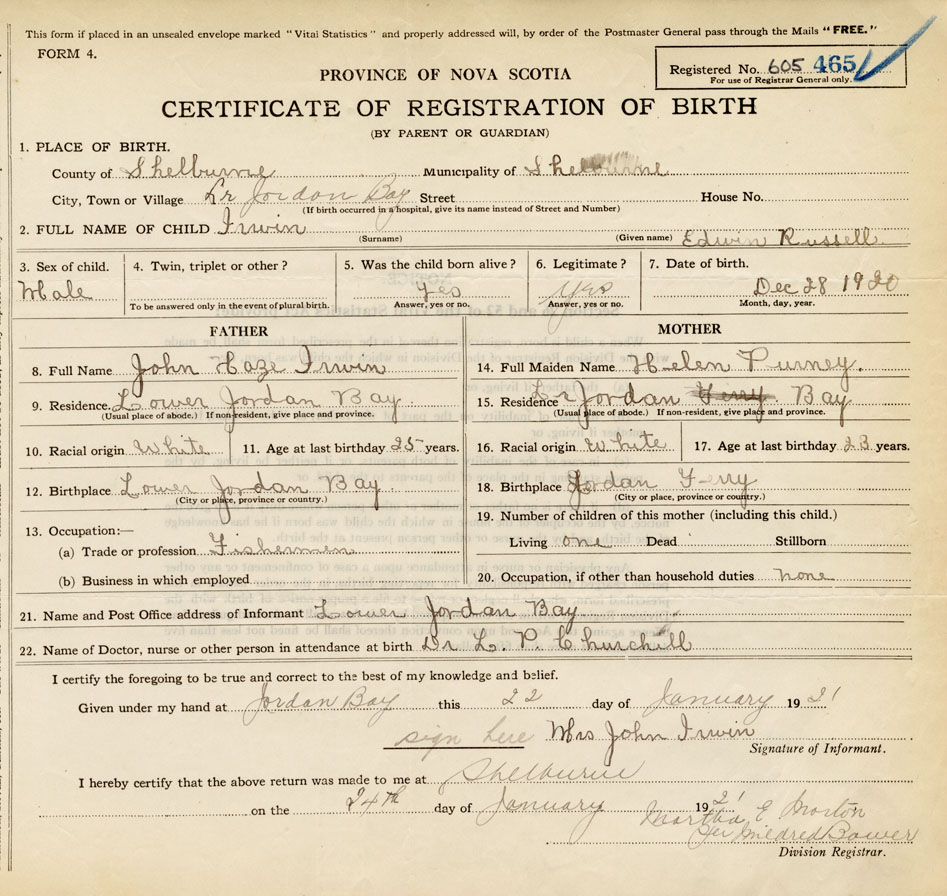 This form if placed in an unsealed envelope marked "Vital Statistics" and properly addressed will, by order of the Postmaster General pass through the Mails "FREE."
FORM 4.
Registered No. 605 465
For use of Registrar General only.
PROVINCE OF NOVA SCOTIA
CERTIFICATE OF REGISTRATION OF BIRTH
(BY PARENT OR GUARDIAN)
1. PLACE OF BIRTH.
County of Shelburne Municipality of Shelburne
City, Town or Village Lr Jordan Bay Street House No.
(If birth occurred in a hospital, give its name instead of Street and Number)
2. FULL NAME OF CHILD Irwin Edwin Russell
(Surname) (Given name)
3. Sex of child. 4. Twin, triplet or other? 5. Was the child born alive? 6. Legitimate? 7. Date of birth.
Male yes yes Dec 28 1920
To be answered only in the event of plural birth. Answer, yes or no. Answer, yes or no. Month, day, year.
FATHER
8. Full Name John Haze Irwin
9. Residence. Lower Jordan Bay
(Usual place of abode.) If non-resident, give place and province.
10. Racial origin White 11. Age at last birthday 25 years.
12. Birthplace Lower Jordan Bay
(City or place, province or country.)
13. Occupation:—
(a) Trade or profession Fishermen
(b) Business in which employed
MOTHER
14. Full Maiden Name Helen Purney.
15. Residence Lr Jordan Ferry Bay
(Usual place of abode.) If non-resident, give place and province.
16. Racial origin White 17. Age at last birthday 23 years.
18. Birthplace Jordan Ferry
(City or place, province or country.)
19. Number of children of this mother (including this child.)
Living one Dead Stillborn
20. Occupation, if other than household duties none
21. Name and Post Office address of Informant Lower Jordan Bay
22. Name of Doctor, nurse or other person in attendance at birth Dr L. P. Churchill
I certify the foregoing to be true and correct to the best of my knowledge and belief.
Given under my hand at Jordan Bay this 22 day of January 1921
sign here Mrs John Irwin
Signature of Informant.
I hereby certify that the above return was made to me at Shelburne
on the 24th day of January 1921
Martha E Morton
Per Mildred Bower
Division Registrar.